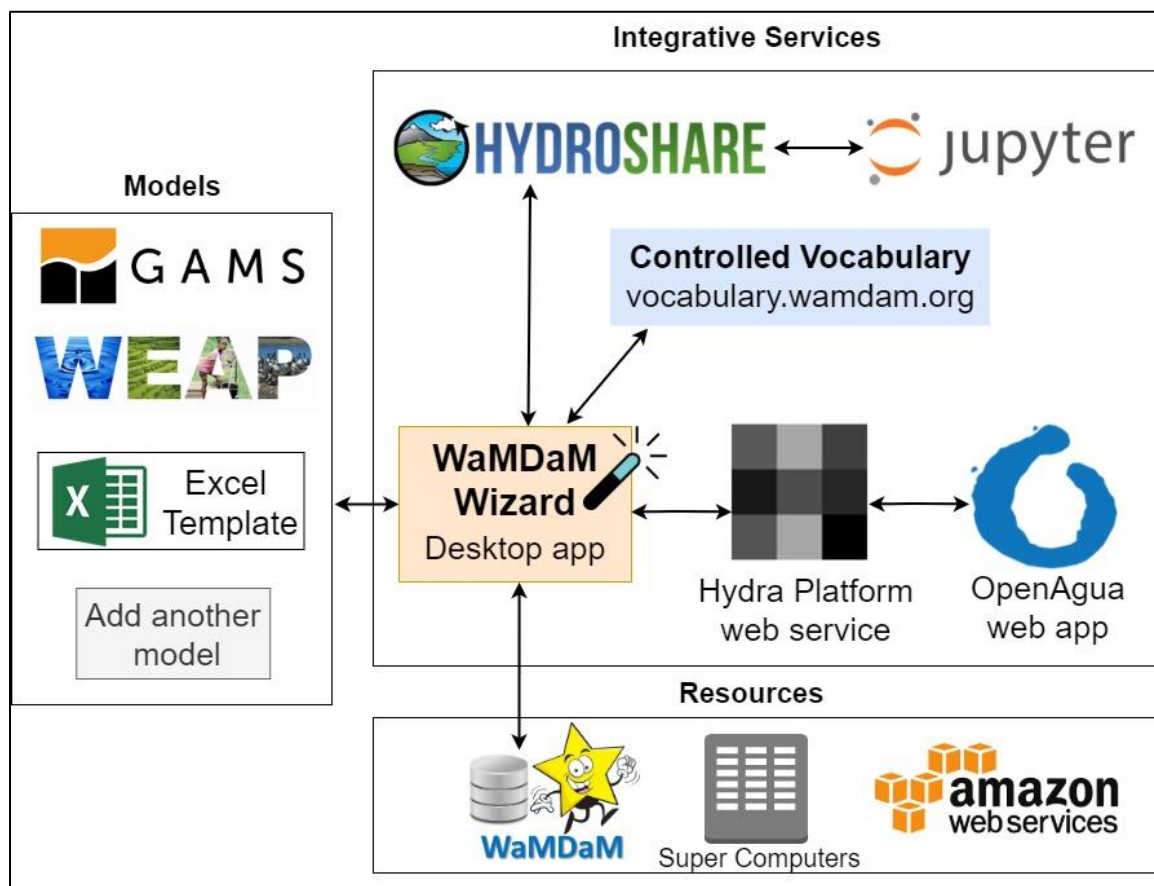 Integrative Services
HYDROSHARE
jupyter
Models
GAMS
WEAP
Controlled Vocabulary
vocabulary.wamdam.org
X
Excel
Template
Add another
model
WaMDaM
Wizard
Desktop app
Hydra Platform
web service
OpenAgua
web app
Resources
WaMDaM
Super Computers
amazon
web services